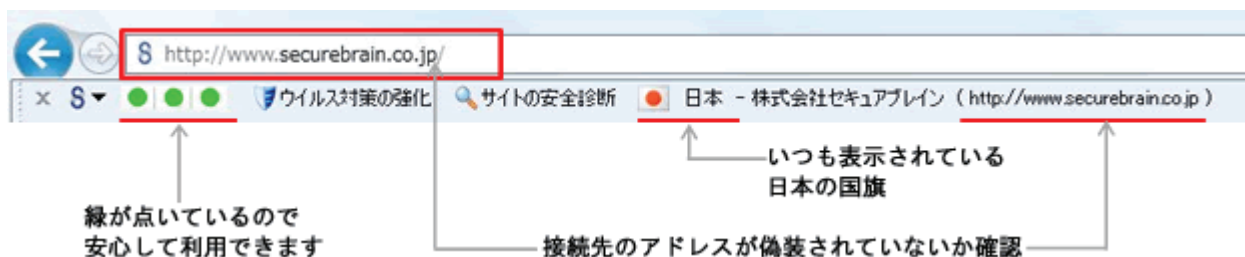 http://www.securebrain.co.jp/
× S ウイルス対策の強化 サイトの安全診断 日本 - 株式会社セキュアブレイン ( http://www.securebrain.co.jp )
いつも表示されている
日本の国旗
緑が点いているので
安心して利用できます
接続先のアドレスが偽装されていないか確認